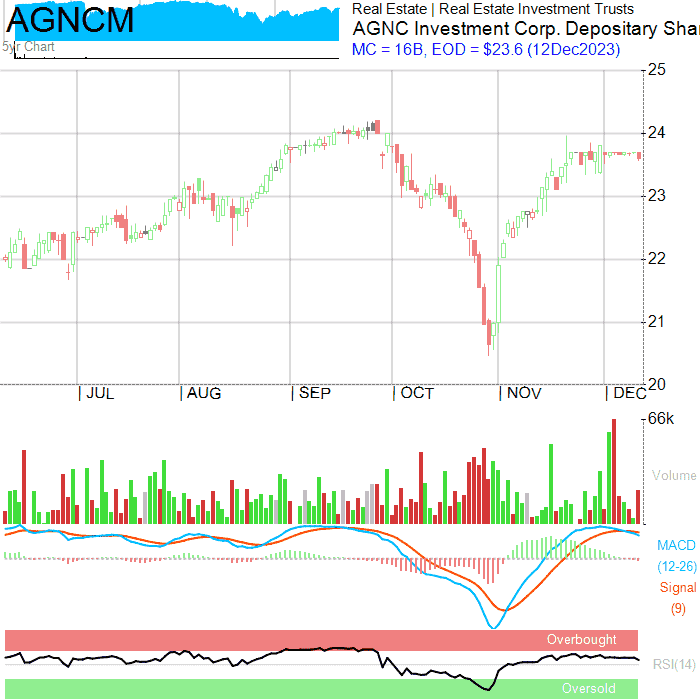 AGNCM
Real Estate | Real Estate Investment Trusts
AGNC Investment Corp. Depositary Shar
MC = 16B, EOD = $23.6 (12Dec2023)
5yr Chart
25
24
23
22
21
20
| JUL | AUG | SEP | OCT | NOV | DEC
66k
Volume
MACD
(12-26)
Signal
(9)
Overbought
RSI(14)
Oversold